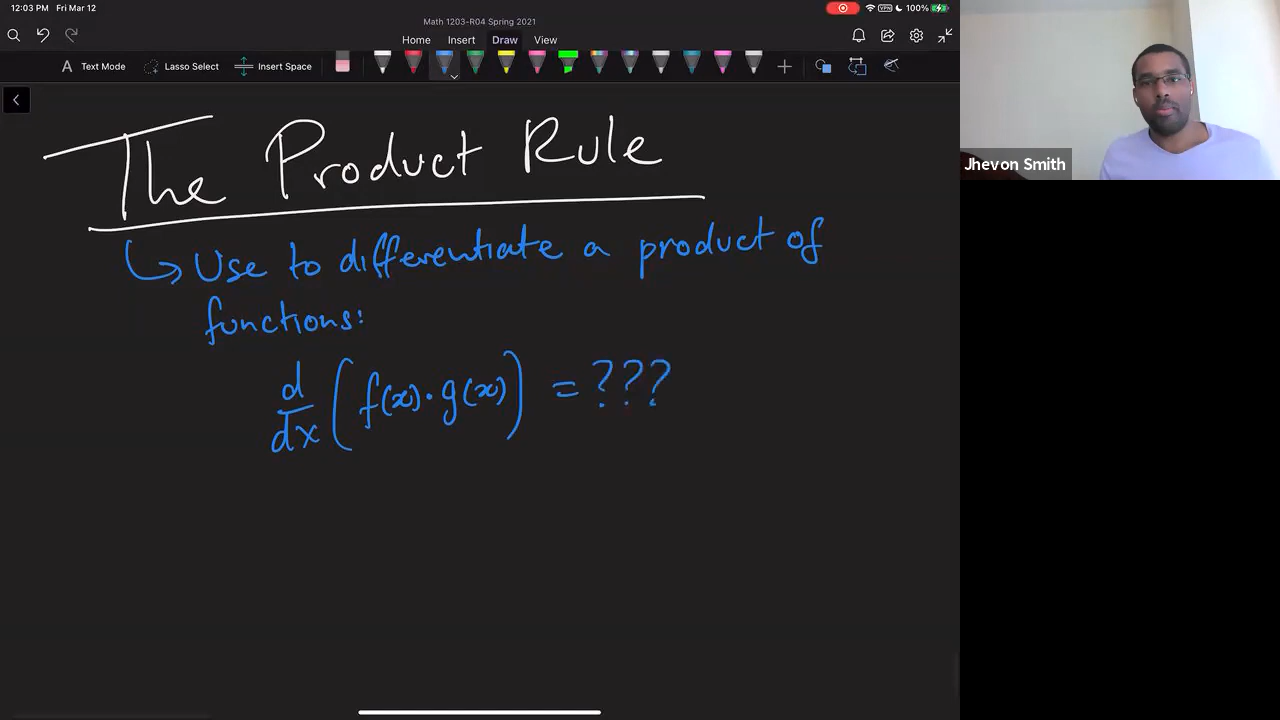 12:03 PM Fri Mar 12
100%
VPN
Math 1203-R04 Spring 2021
Home Insert Draw View
Text Mode Lasso Select Insert Space
The Product Rule
↳ Use to differentiate a product of
functions:
d/dx (f(x)·g(x)) = ???
Jhevon Smith